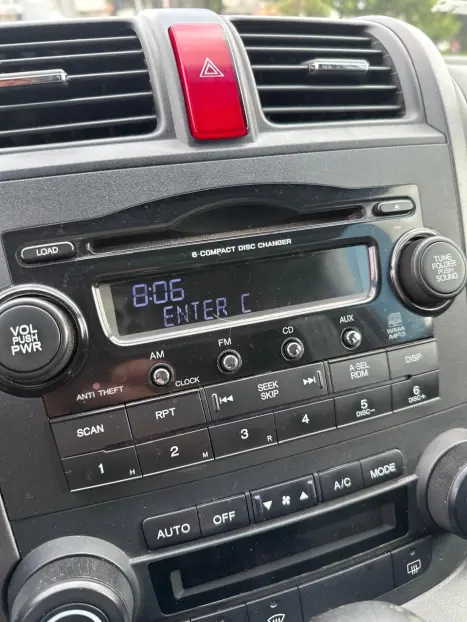 LOAD
6·COMPACT DISC CHANGER
TUNE
FOLDER
PUSH
SOUND
VOL
PUSH
PWR
8:06
ENTER C
AM
FM
CD
AUX
WMA
MP3
ANTI THEFT
CLOCK
SCAN
RPT
SEEK
SKIP
A.SEL
RDM
DISP
1 H
2 M
3 R
4
5
DISC−
6
DISC+
AUTO
OFF
A/C
MODE